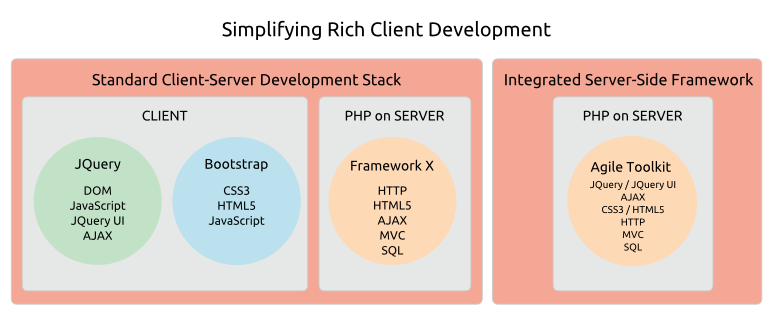 Simplifying Rich Client Development
Standard Client-Server Development Stack
CLIENT
JQuery
DOM
JavaScript
JQuery UI
AJAX
Bootstrap
CSS3
HTML5
JavaScript
PHP on SERVER
Framework X
HTTP
HTML5
AJAX
MVC
SQL
Integrated Server-Side Framework
PHP on SERVER
Agile Toolkit
JQuery / JQuery UI
AJAX
CSS3 / HTML5
HTTP
MVC
SQL